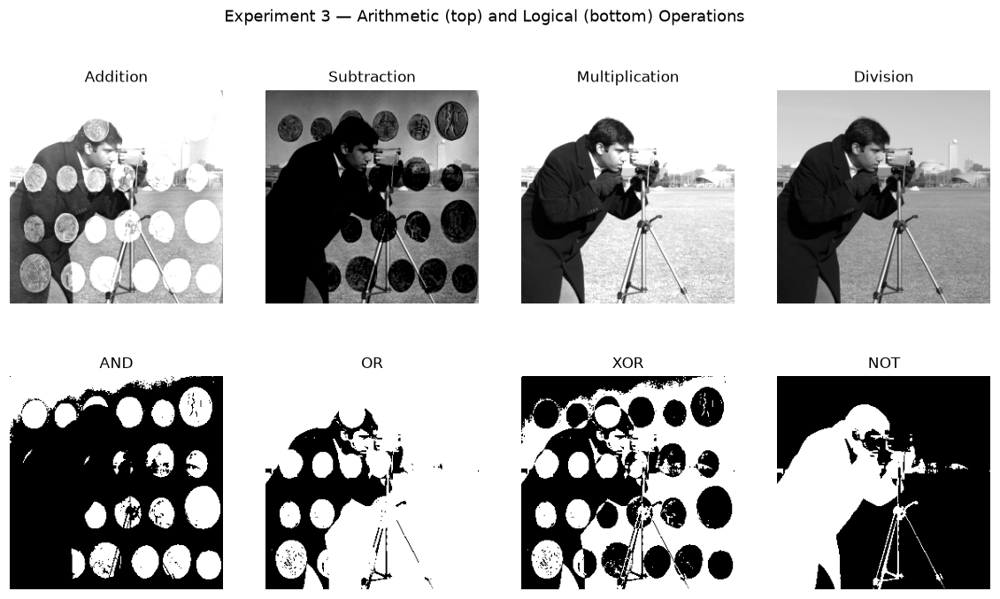 Experiment 3 — Arithmetic (top) and Logical (bottom) Operations
Addition
Subtraction
Multiplication
Division
AND
OR
XOR
NOT